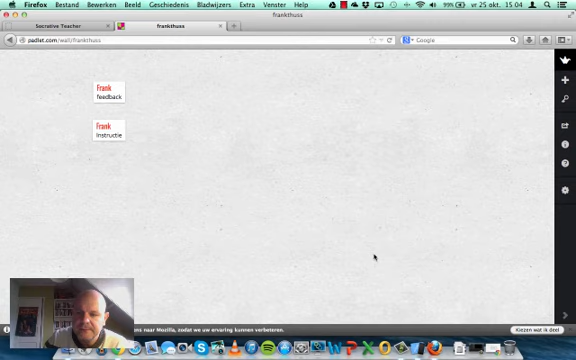 Firefox Bestand Bewerken Beeld Geschiedenis Bladwijzers Extra Venster Help 99% vr 25 okt. 15:04
frankthuss
Socrative Teacher
frankthuss
padlet.com/wall/frankthuss
Google
Frank
feedback
Frank
Instructie
ns naar Mozilla, zodat we uw ervaring kunnen verbeteren.
Kiezen wat ik deel